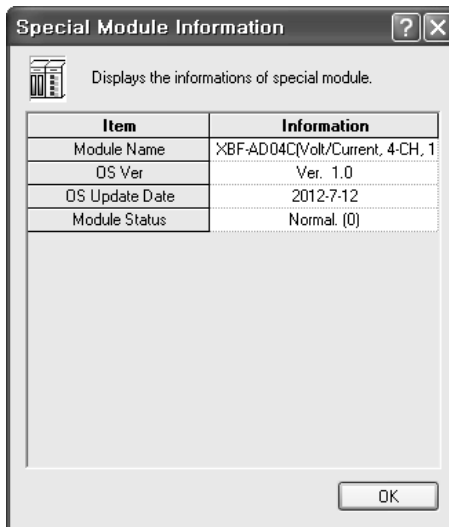 Special Module Information
Displays the informations of special module.
Item Information
Module Name XBF-AD04C(Volt/Current, 4-CH, 1
OS Ver Ver. 1.0
OS Update Date 2012-7-12
Module Status Normal. (0)
OK